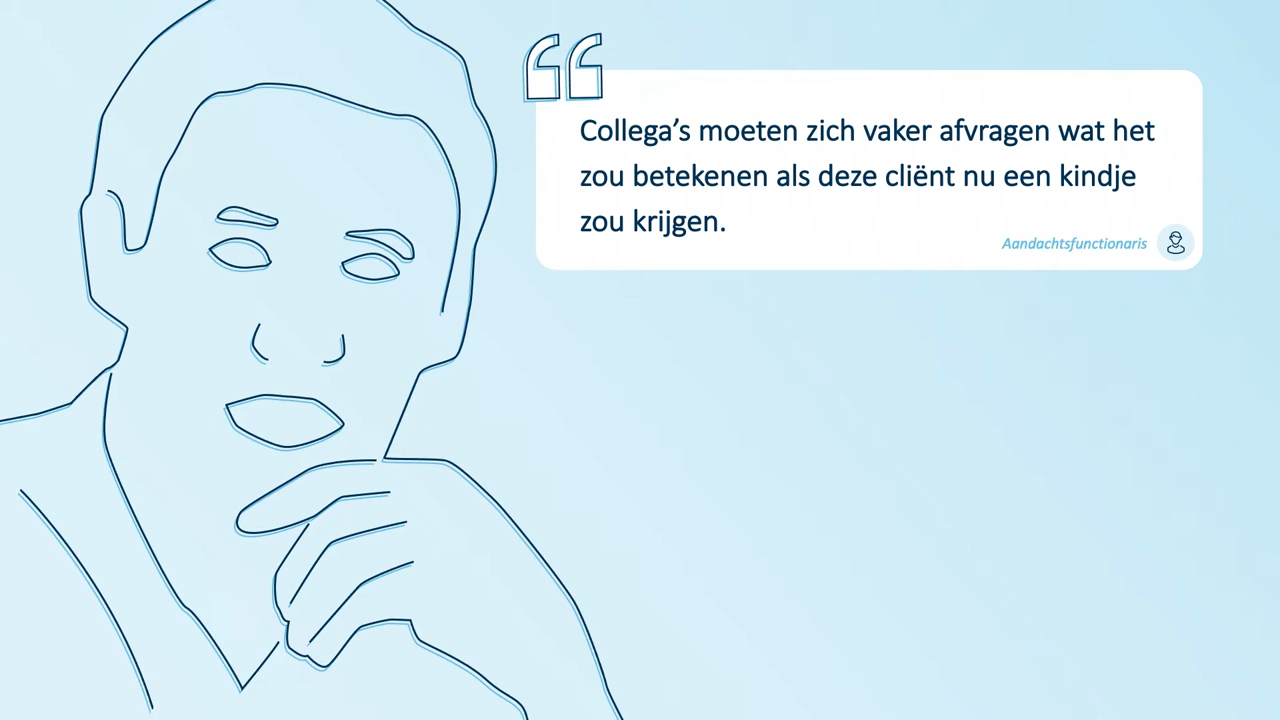 Collega’s moeten zich vaker afvragen wat het
zou betekenen als deze cliënt nu een kindje
zou krijgen.
Aandachtsfunctionaris